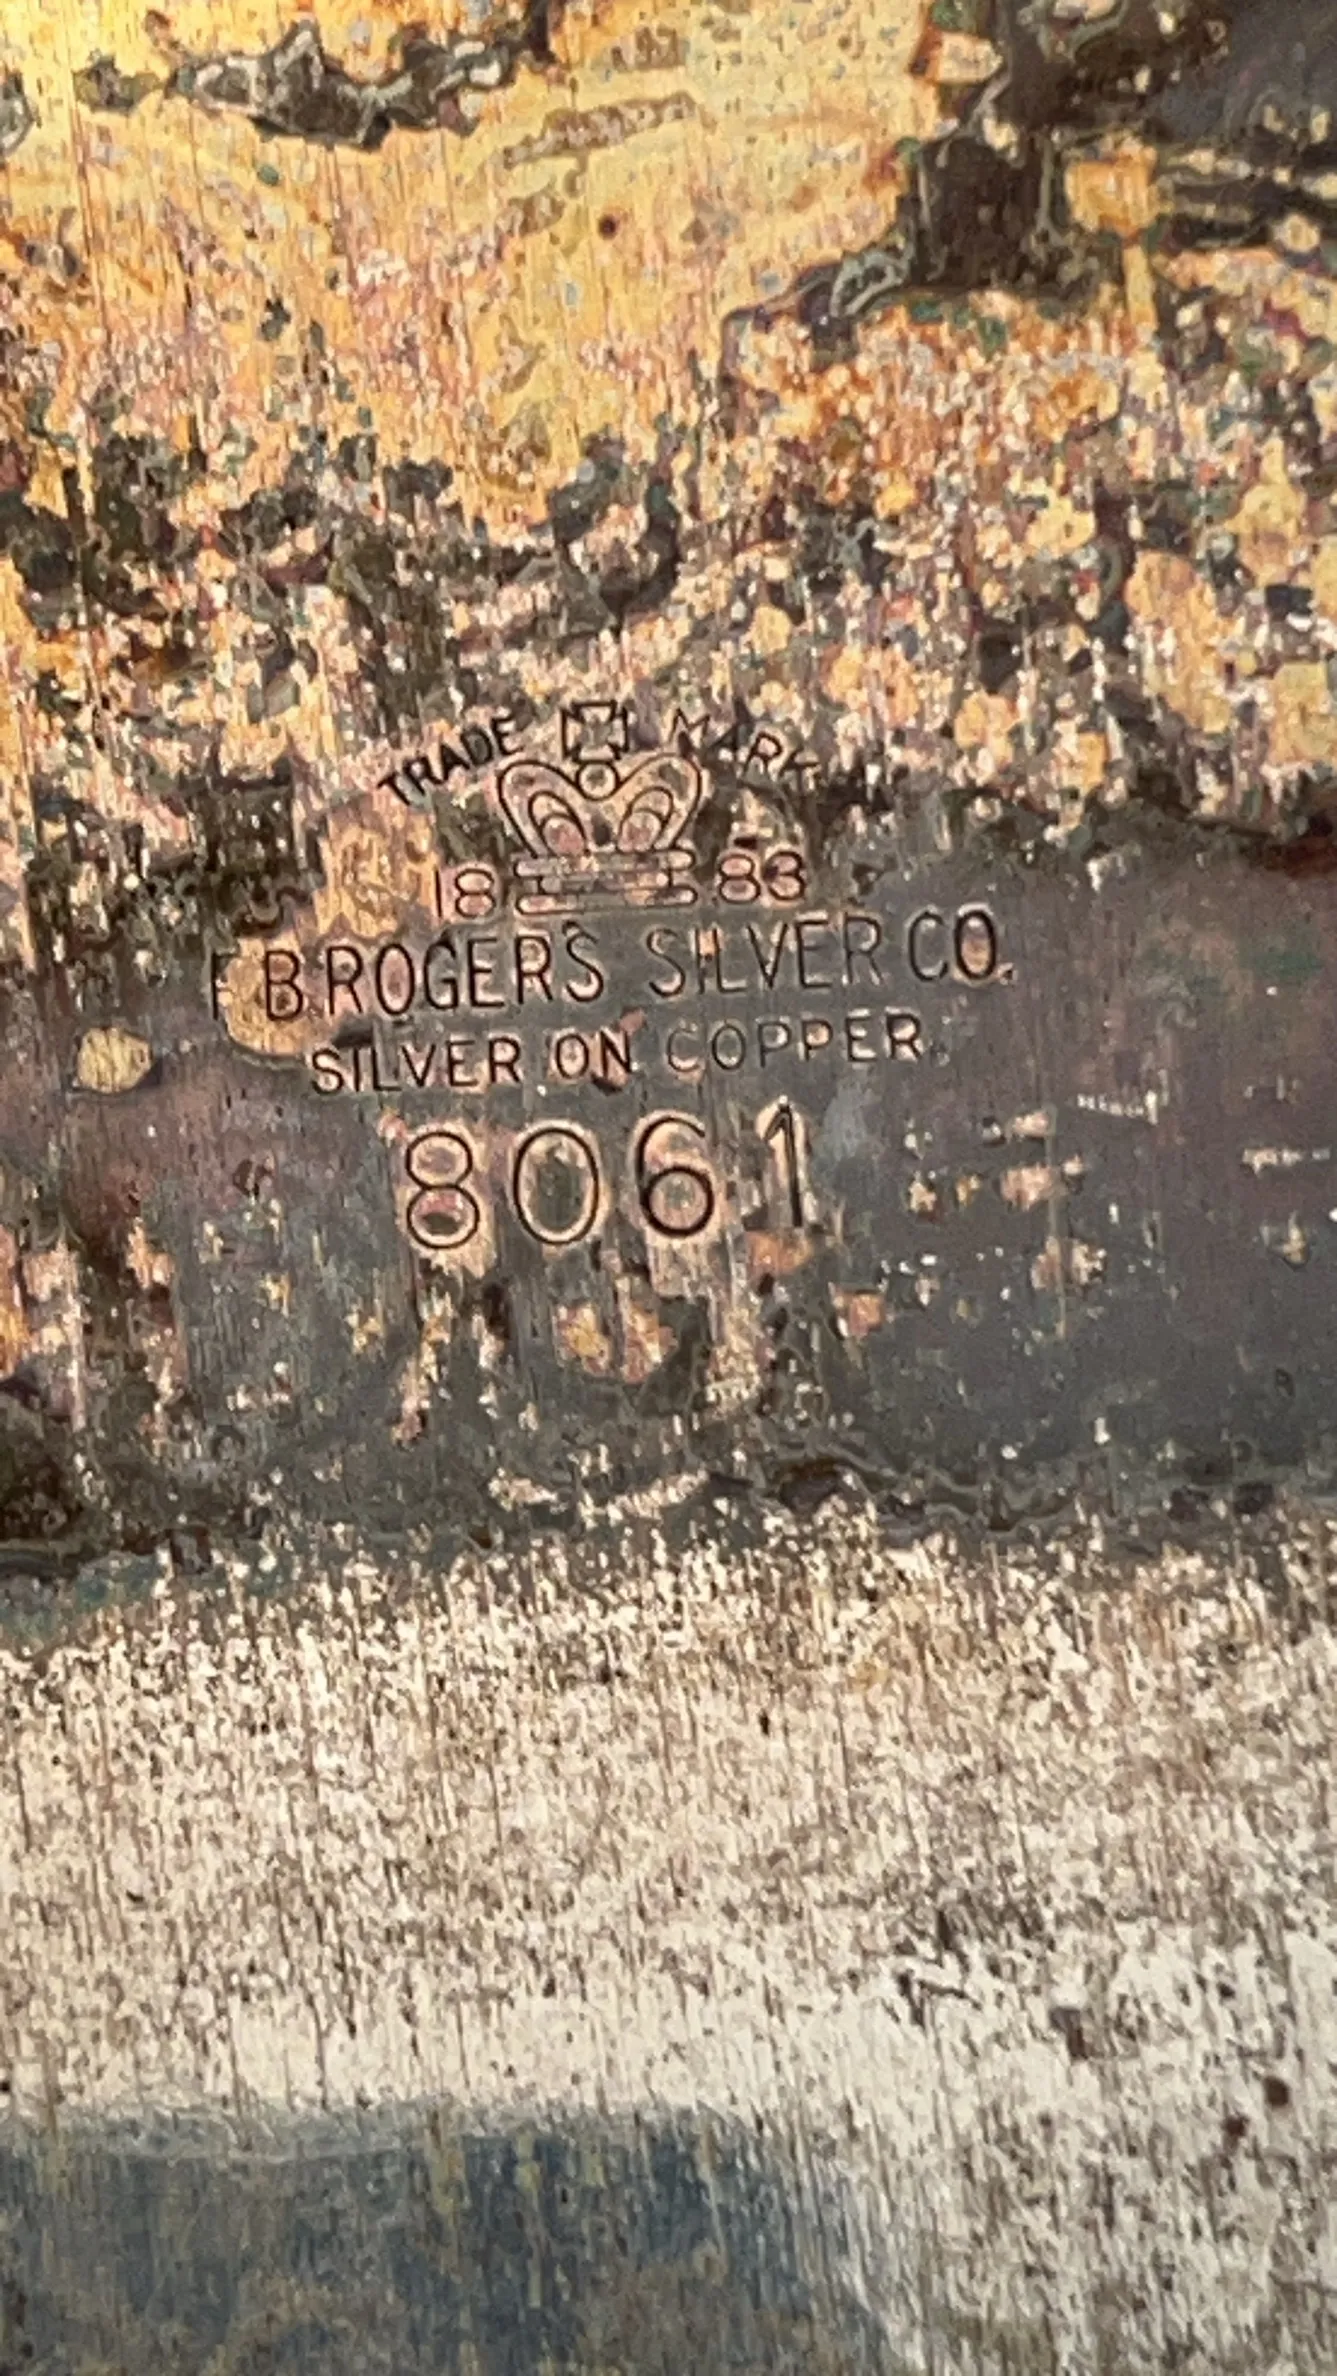 TRADE MARK
18 83
F B. ROGERS SILVER CO.
SILVER ON COPPER
8061